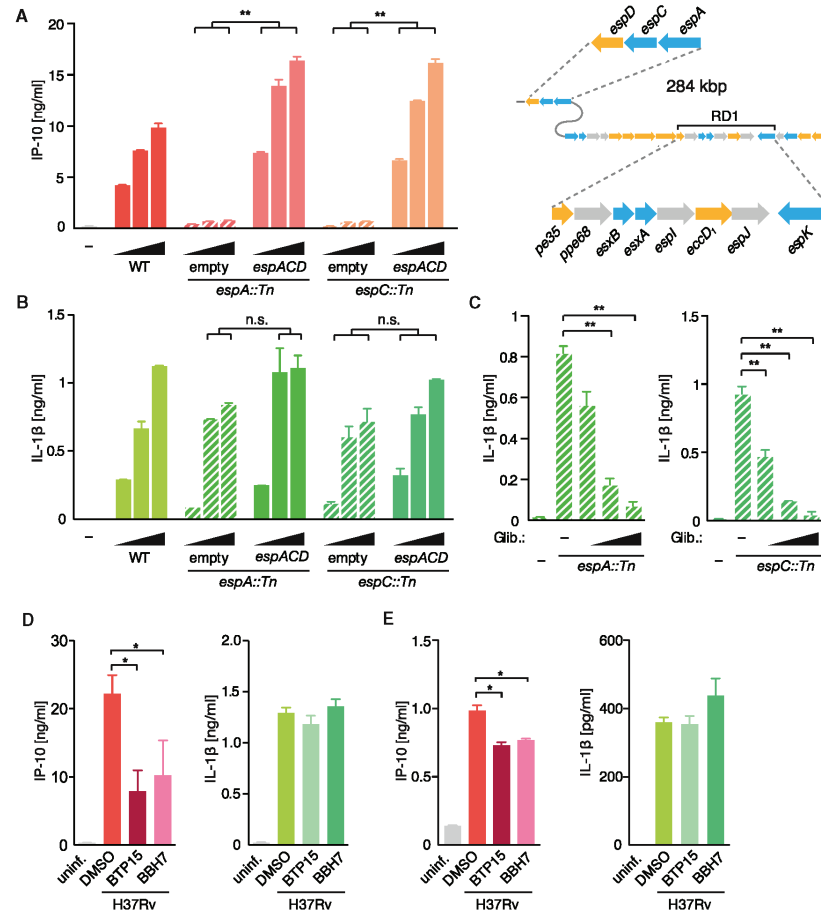 A
IP-10 [ng/ml]
20
15
10
5
0
**
**
–
WT
empty
espACD
empty
espACD
espA::Tn
espC::Tn
espD
espC
espA
284 kbp
RD1
pe35
ppe68
esxB
esxA
espI
eccD1
espJ
espK
B
IL-1β [ng/ml]
1.5
1
0.5
0
n.s.
n.s.
–
WT
empty
espACD
empty
espACD
espA::Tn
espC::Tn
C
IL-1β [ng/ml]
1
0.8
0.6
0.4
0.2
0
**
**
Glib.:
–
–
espA::Tn
IL-1β [ng/ml]
1.5
1
0.5
0
**
**
**
Glib.:
–
–
espC::Tn
D
IP-10 [ng/ml]
30
20
10
0
*
*
uninf.
DMSO
BTP15
BBH7
H37Rv
IL-1β [ng/ml]
2.0
1.5
1.0
0.5
0.0
uninf.
DMSO
BTP15
BBH7
H37Rv
E
IP-10 [ng/ml]
1.5
1.0
0.5
0.0
*
*
uninf.
DMSO
BTP15
BBH7
H37Rv
IL-1β [pg/ml]
600
400
200
0
uninf.
DMSO
BTP15
BBH7
H37Rv